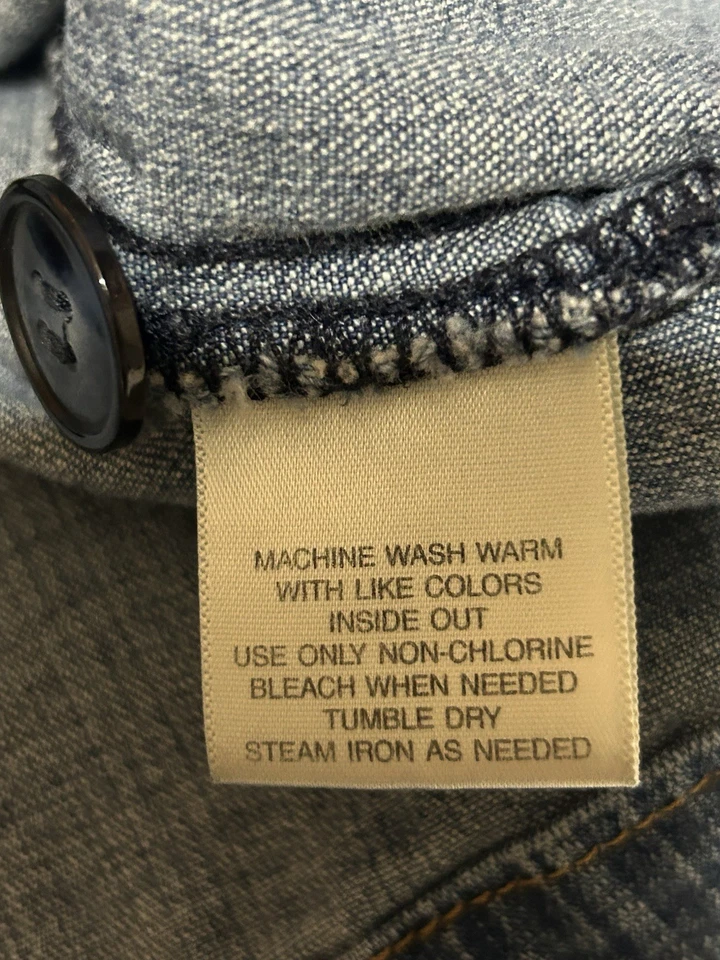 MACHINE WASH WARM
WITH LIKE COLORS
INSIDE OUT
USE ONLY NON-CHLORINE
BLEACH WHEN NEEDED
TUMBLE DRY
STEAM IRON AS NEEDED